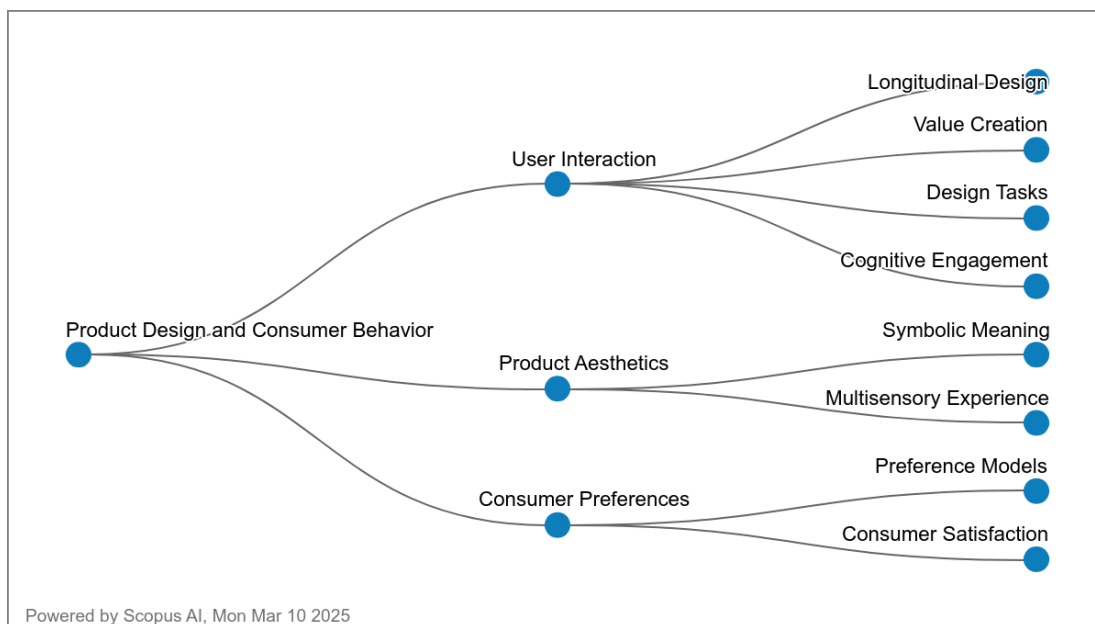 Longitudinal Design
Value Creation
User Interaction
Design Tasks
Cognitive Engagement
Product Design and Consumer Behavior
Symbolic Meaning
Product Aesthetics
Multisensory Experience
Preference Models
Consumer Preferences
Consumer Satisfaction
Powered by Scopus AI, Mon Mar 10 2025